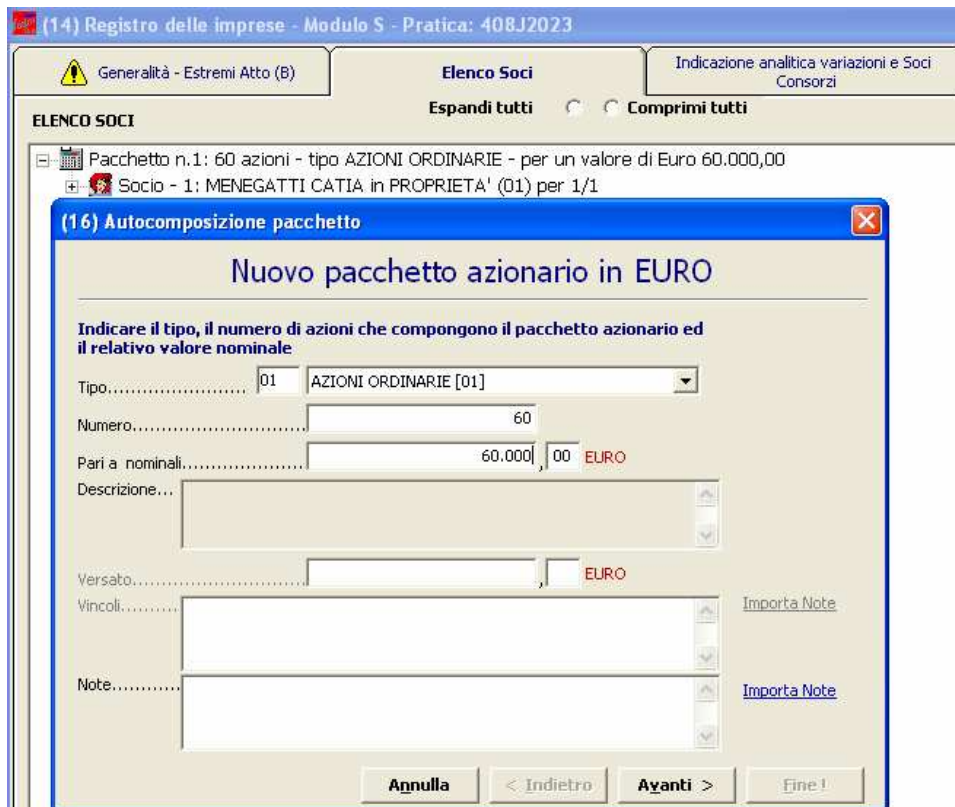 (14) Registro delle imprese - Modulo S - Pratica: 408J2023
Generalità - Estremi Atto (B)
Elenco Soci
Indicazione analitica variazioni e Soci
Consorzi
ELENCO SOCI
Espandi tutti
Comprimi tutti
Pacchetto n.1: 60 azioni - tipo AZIONI ORDINARIE - per un valore di Euro 60.000,00
Socio - 1: MENEGATTI CATIA in PROPRIETA' (01) per 1/1
(16) Autocomposizione pacchetto
Nuovo pacchetto azionario in EURO
Indicare il tipo, il numero di azioni che compongono il pacchetto azionario ed
il relativo valore nominale
Tipo........................ 01 AZIONI ORDINARIE [01]
Numero............................. 60
Pari a nominali..................... 60.000 , 00 EURO
Descrizione...
Versato............................. , EURO
Vincoli.......... Importa Note
Note............ Importa Note
Annulla
< Indietro
Avanti >
Fine !